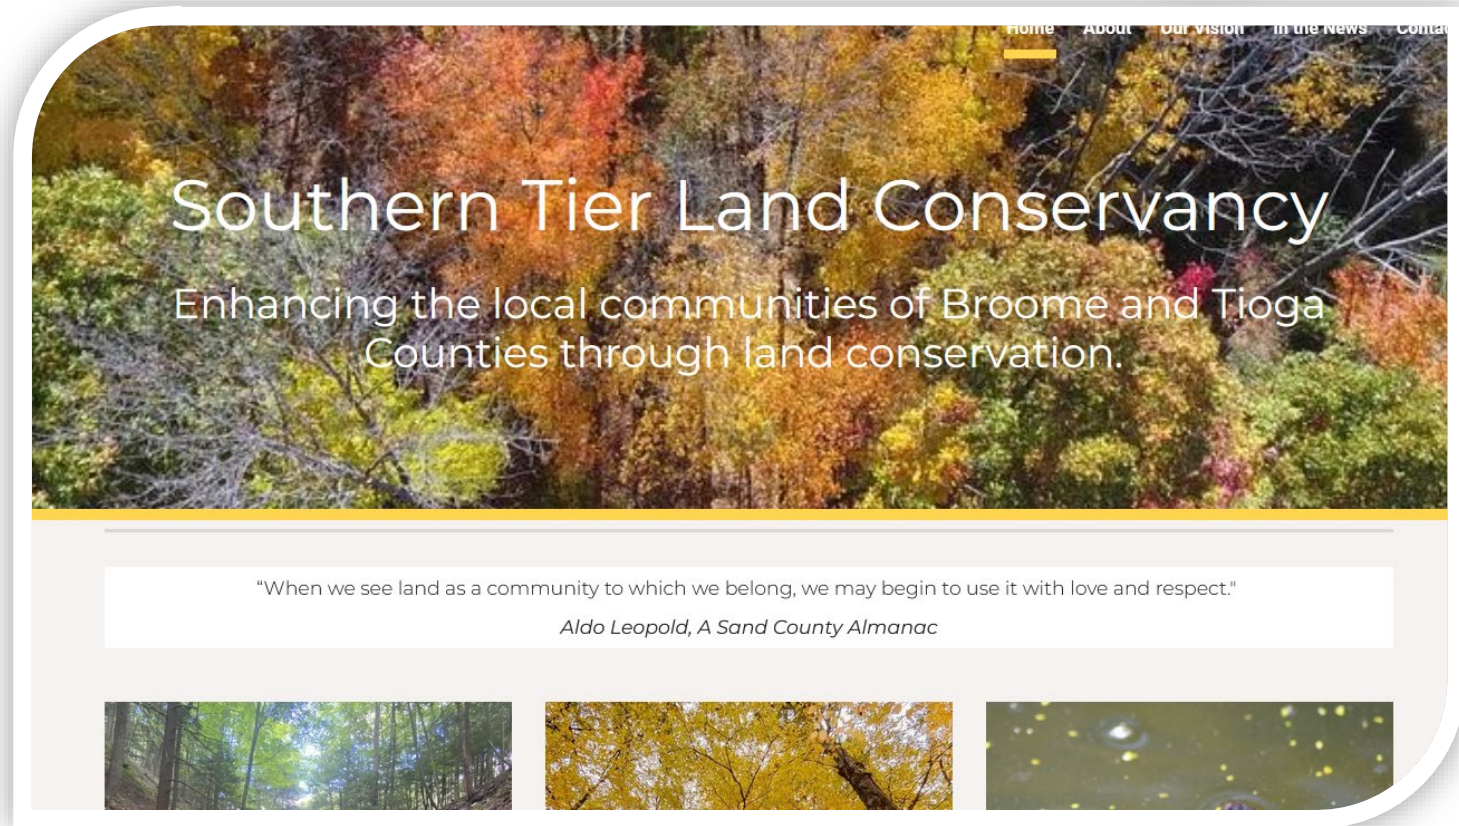 Home About Our Vision In the News
Southern Tier Land Conservancy
Enhancing the local communities of Broome and Tioga
Counties through land conservation.
“When we see land as a community to which we belong, we may begin to use it with love and respect."
Aldo Leopold, A Sand County Almanac